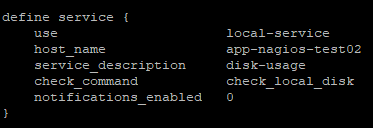 define service {
use local-service
host_name app-nagios-test02
service_description disk-usage
check_command check_local_disk
notifications_enabled 0
}